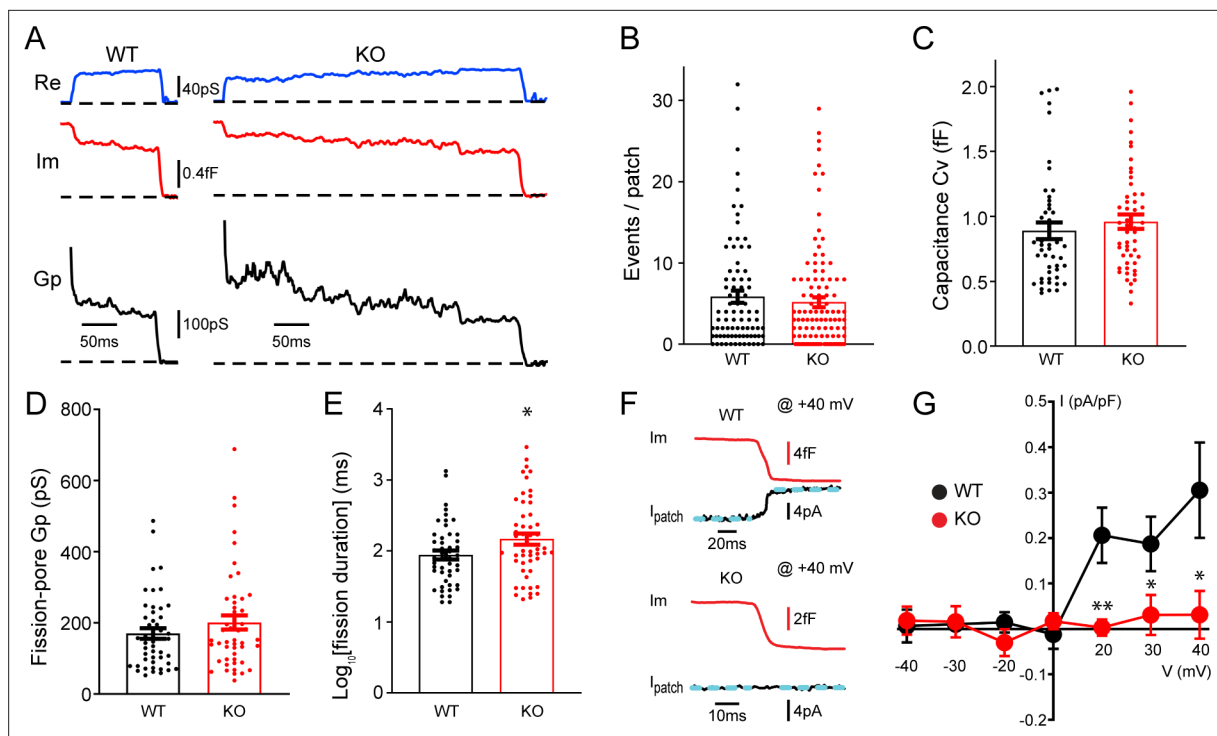 A
WT
KO
Re
40pS
Im
0.4fF
Gp
100pS
50ms
50ms
B
Events / patch
30
20
10
0
WT
KO
C
Capacitance Cv (fF)
2.0
1.5
1.0
0.5
0.0
WT
KO
D
Fission-pore Gp (pS)
800
600
400
200
0
WT
KO
E
Log10[fission duration] (ms)
4
3
2
1
0
*
WT
KO
F
WT
@ +40 mV
Im
4fF
Ipatch
4pA
20ms
KO
@ +40 mV
Im
2fF
Ipatch
4pA
10ms
G
I (pA/pF)
0.5
0.4
0.3
0.2
0.1
-0.1
-0.2
WT
KO
**
*
*
-40
-30
-20
20
30
40
V (mV)